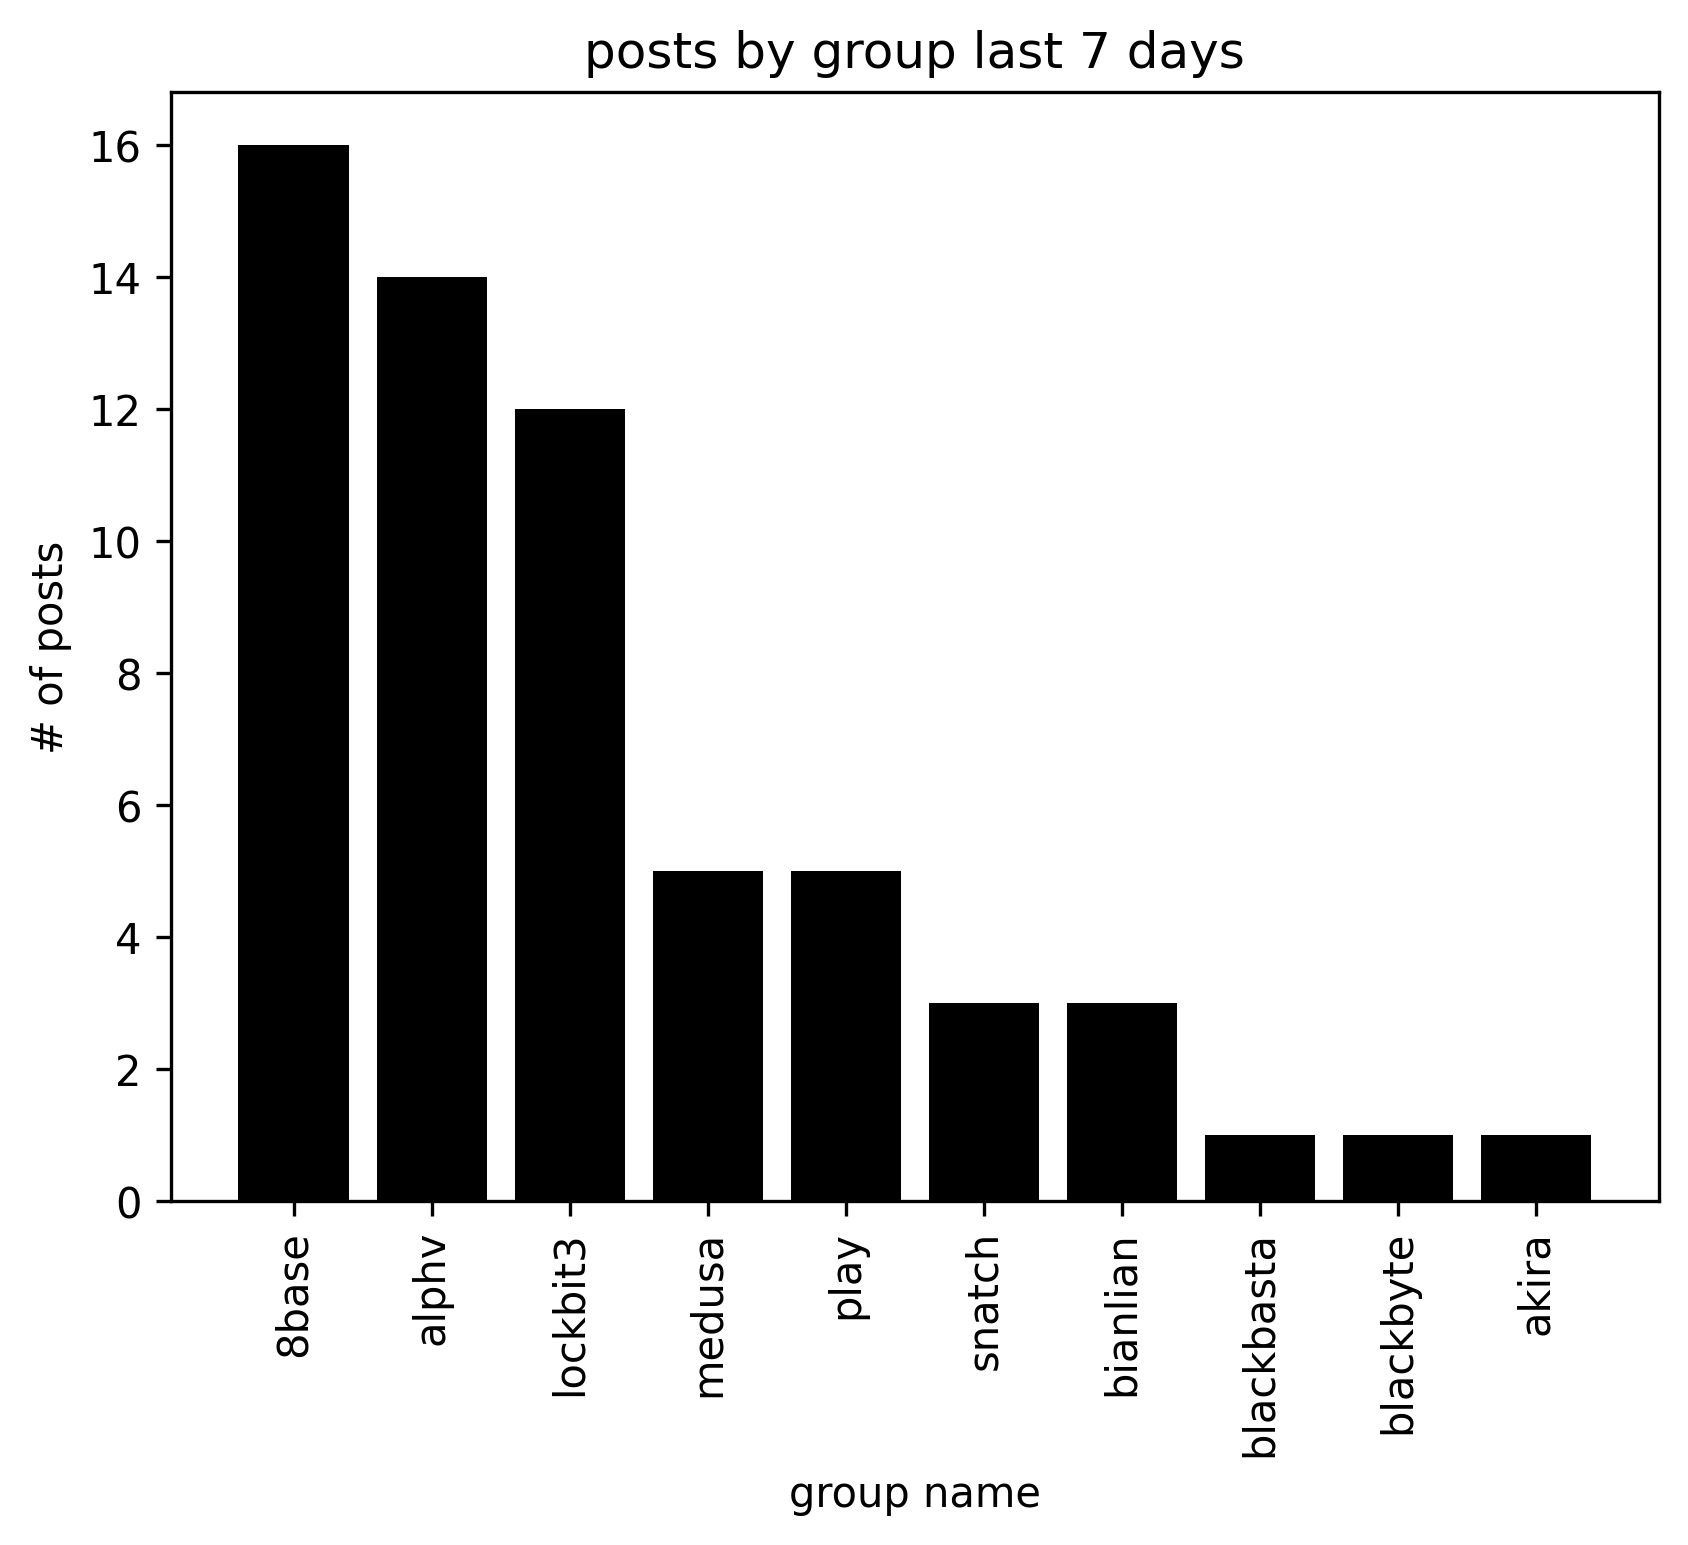 posts by group last 7 days
# of posts
16
14
12
10
8
6
4
2
0
8base
alphv
lockbit3
medusa
play
snatch
bianlian
blackbasta
blackbyte
akira
group name